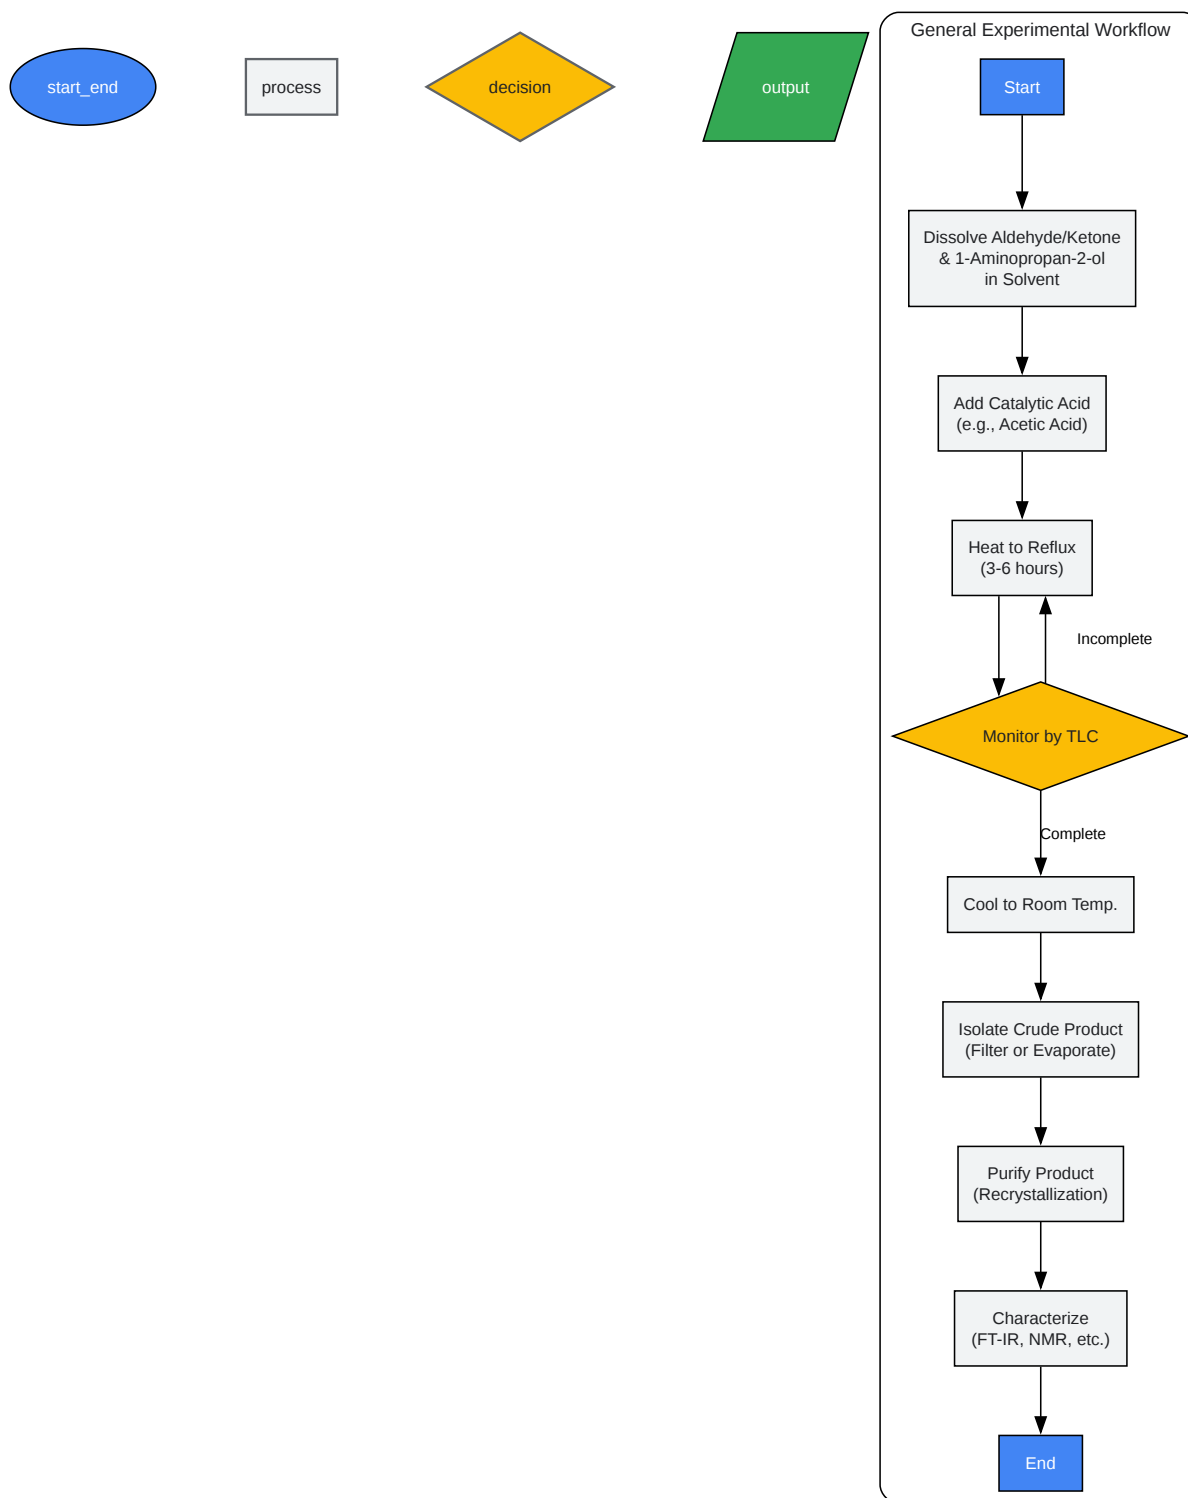 start_end
process
decision
output
General Experimental Workflow
Start
Dissolve Aldehyde/Ketone
& 1-Aminopropan-2-ol
in Solvent
Add Catalytic Acid
(e.g., Acetic Acid)
Heat to Reflux
(3-6 hours)
Incomplete
Monitor by TLC
Complete
Cool to Room Temp.
Isolate Crude Product
(Filter or Evaporate)
Purify Product
(Recrystallization)
Characterize
(FT-IR, NMR, etc.)
End